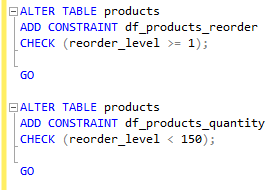 ALTER TABLE products
ADD CONSTRAINT df_products_reorder
CHECK (reorder_level >= 1);
GO
ALTER TABLE products
ADD CONSTRAINT df_products_quantity
CHECK (reorder_level < 150);
GO